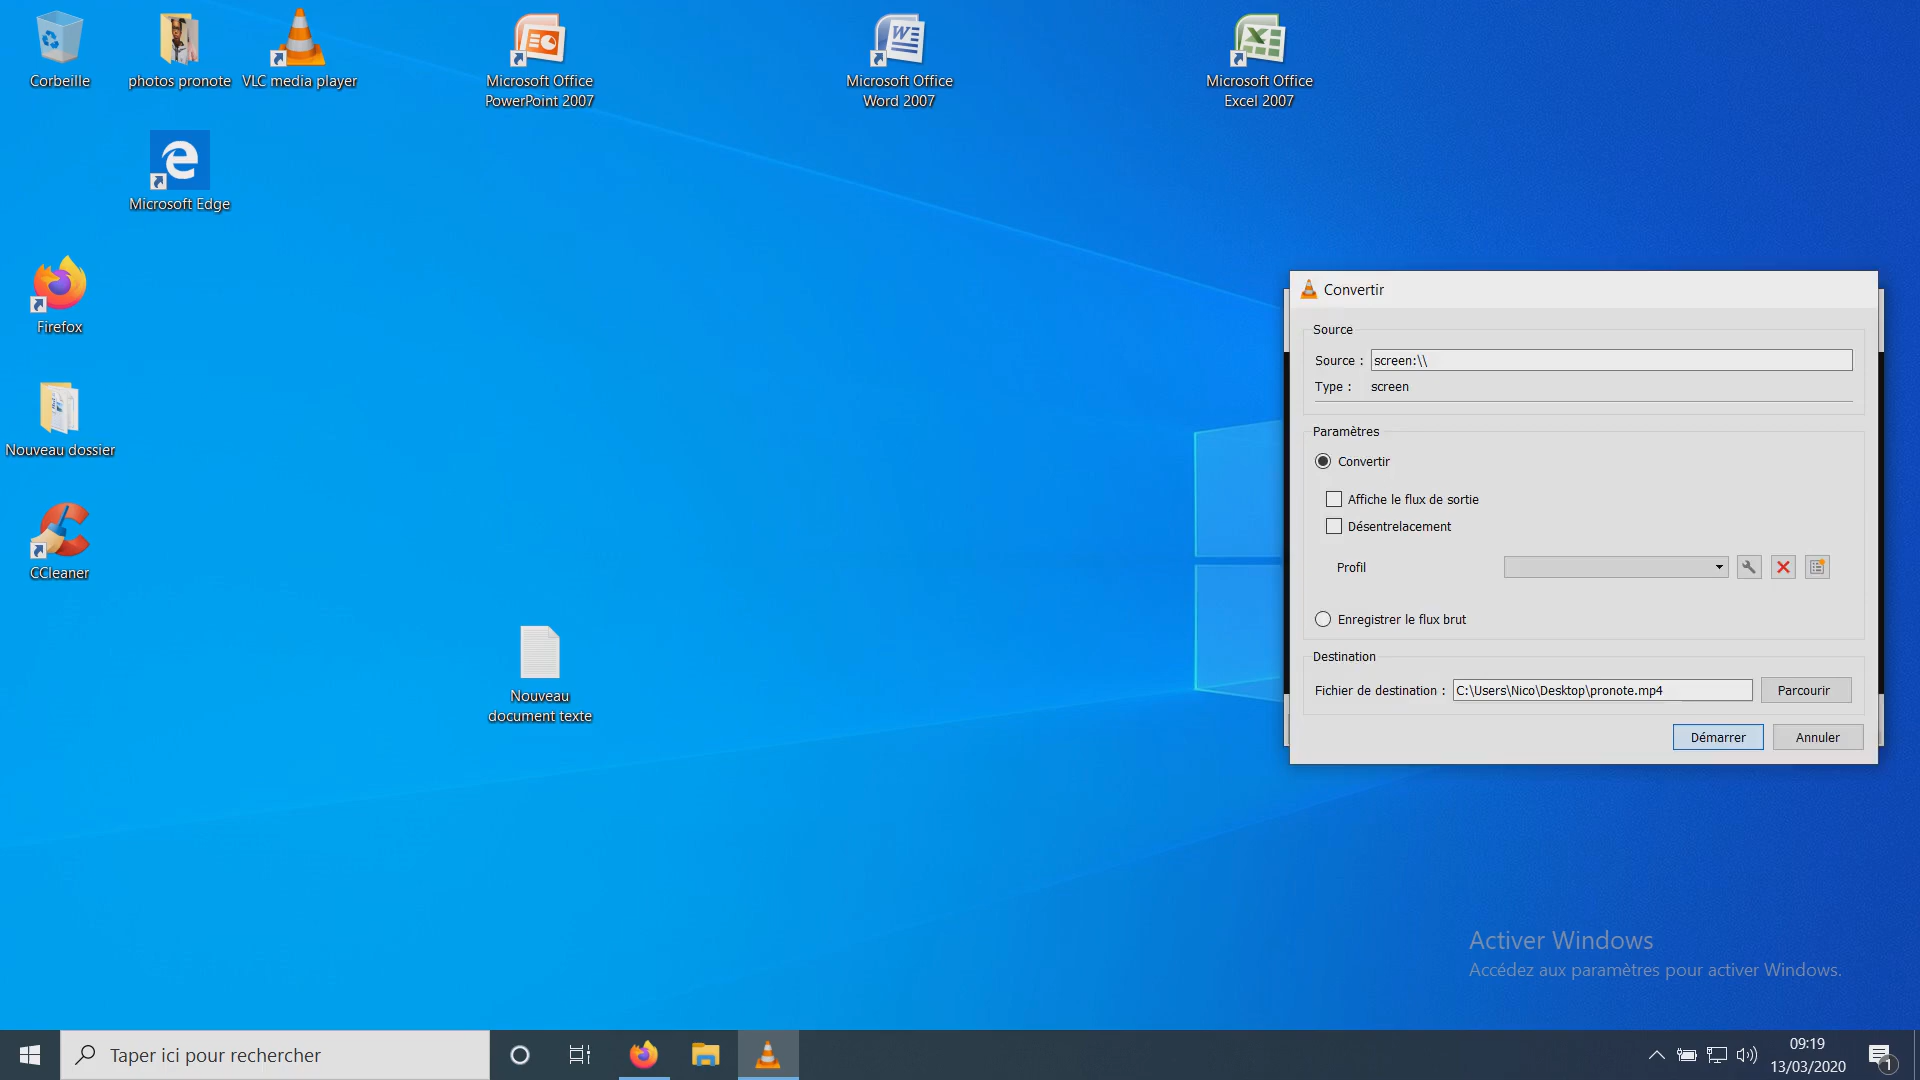 Corbeille
photos pronote
VLC media player
Microsoft Office
PowerPoint 2007
Microsoft Office
Word 2007
Microsoft Office
Excel 2007
Microsoft Edge
Firefox
Nouveau dossier
CCleaner
Nouveau
document texte
Convertir
Source
Source : screen:\\
Type : screen
Paramètres
Convertir
Affiche le flux de sortie
Désentrelacement
Profil
Enregistrer le flux brut
Destination
Fichier de destination : C:\Users\Nico\Desktop\pronote.mp4 Parcourir
Démarrer Annuler
Activer Windows
Accédez aux paramètres pour activer Windows.
Taper ici pour rechercher
09:19
13/03/2020
1